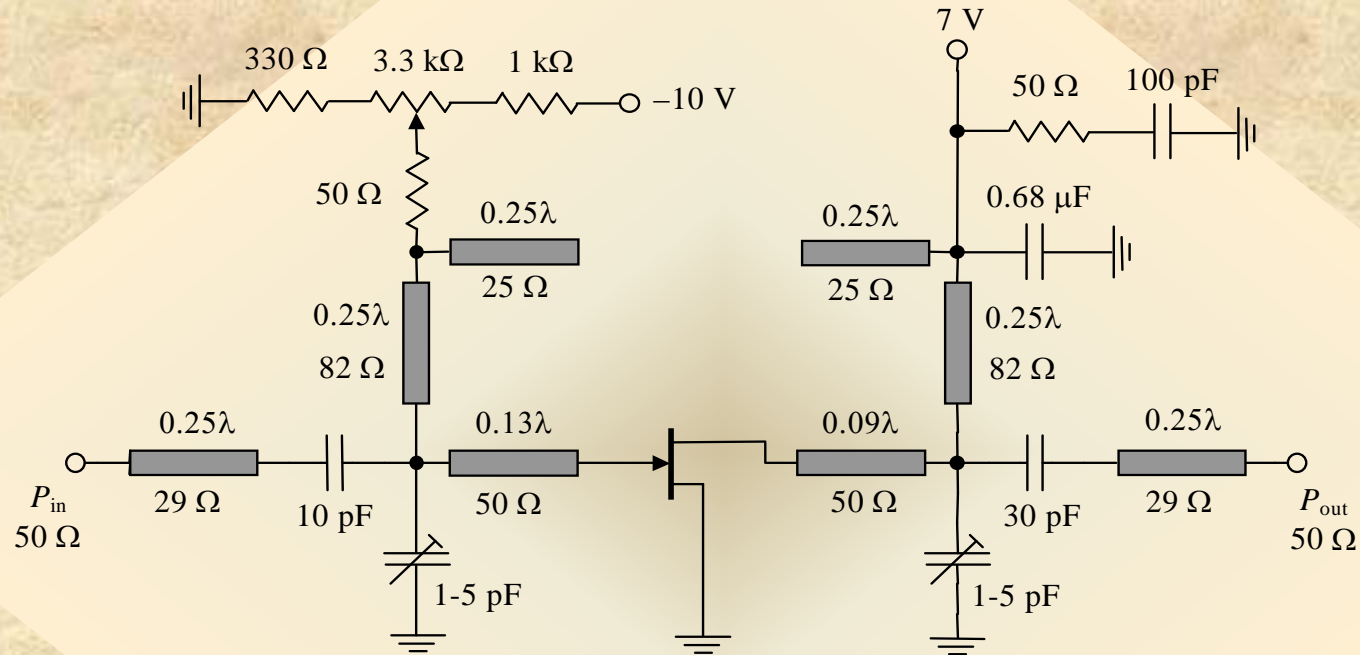 7 V
330 Ω 3.3 kΩ 1 kΩ
–10 V
50 Ω 100 pF
50 Ω
0.25λ
25 Ω
0.25λ
25 Ω
0.68 μF
0.25λ
82 Ω
0.25λ
82 Ω
0.25λ
29 Ω
10 pF
0.13λ
50 Ω
0.09λ
50 Ω
30 pF
0.25λ
29 Ω
Pin
50 Ω
Pout
50 Ω
1-5 pF
1-5 pF